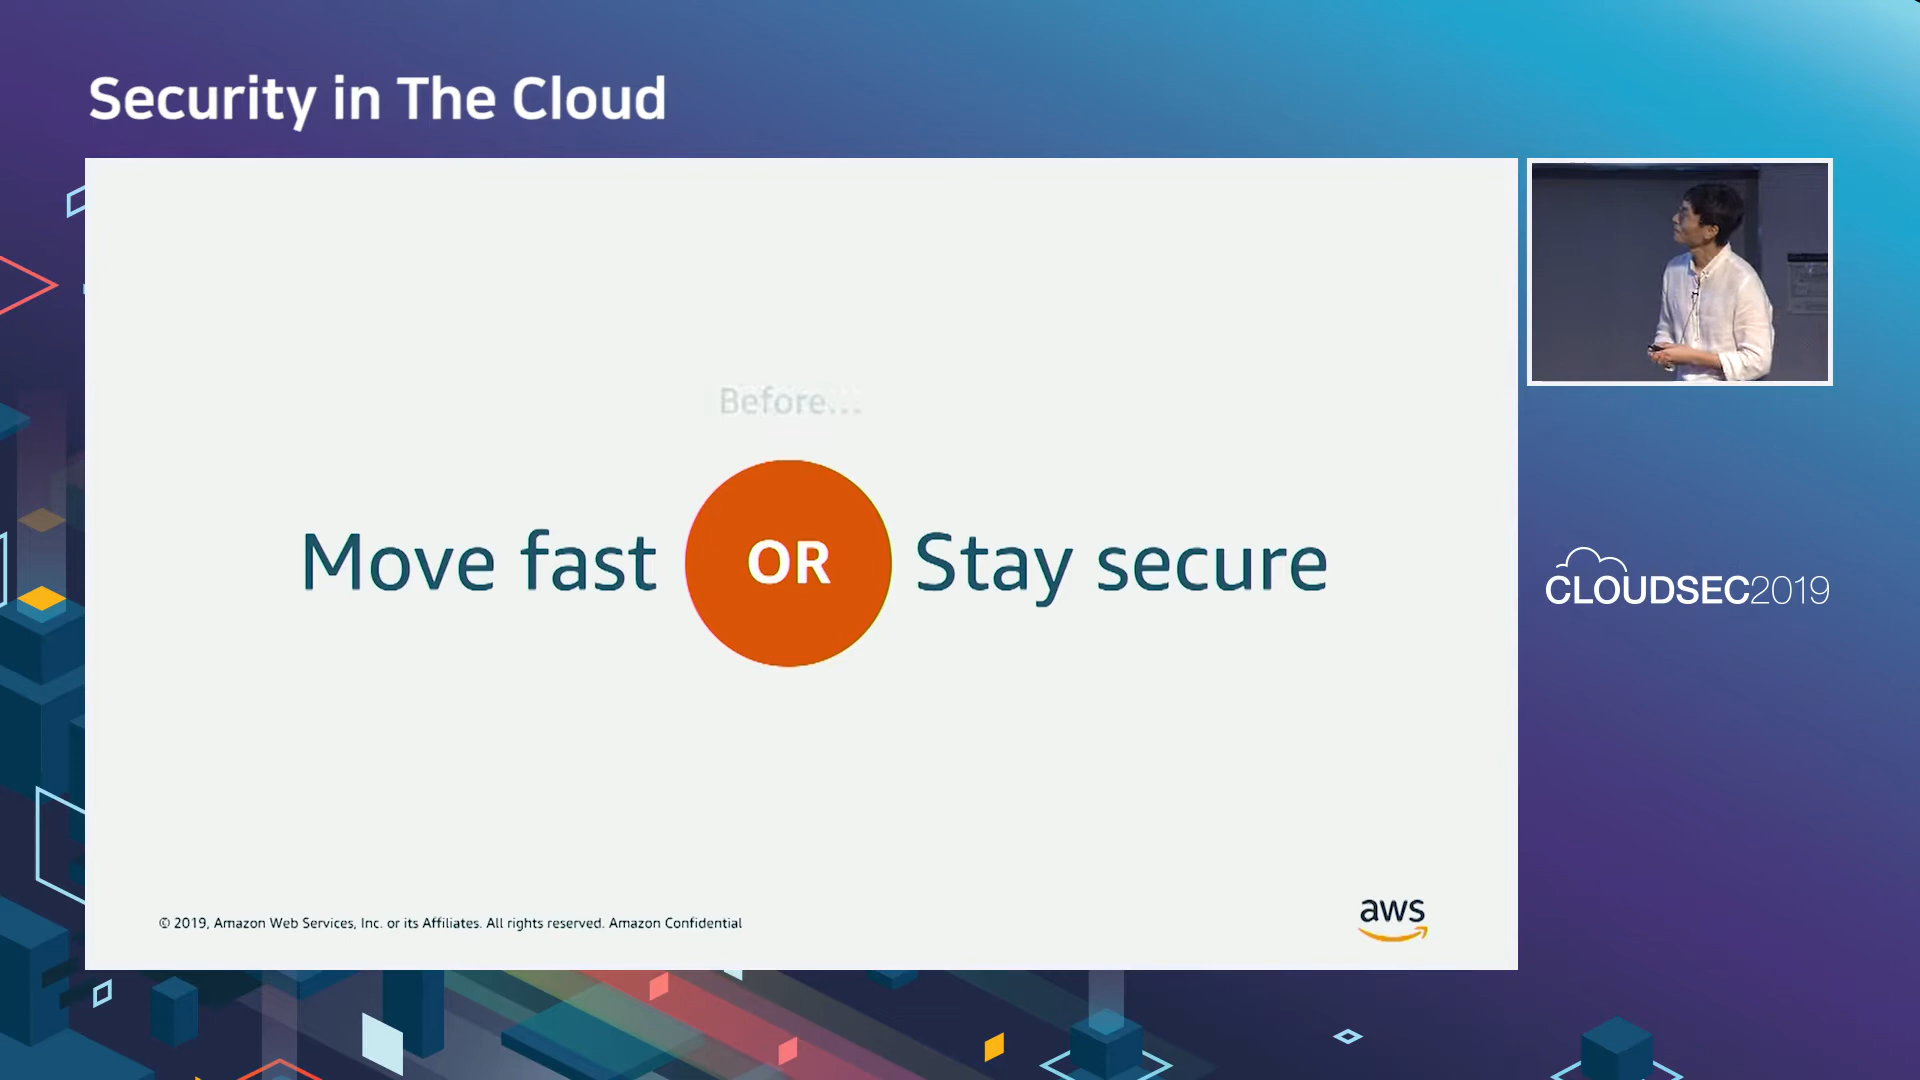 Security in The Cloud
Before...
Move fast OR Stay secure
CLOUDSEC2019
© 2019, Amazon Web Services, Inc. or its Affiliates. All rights reserved. Amazon Confidential
aws